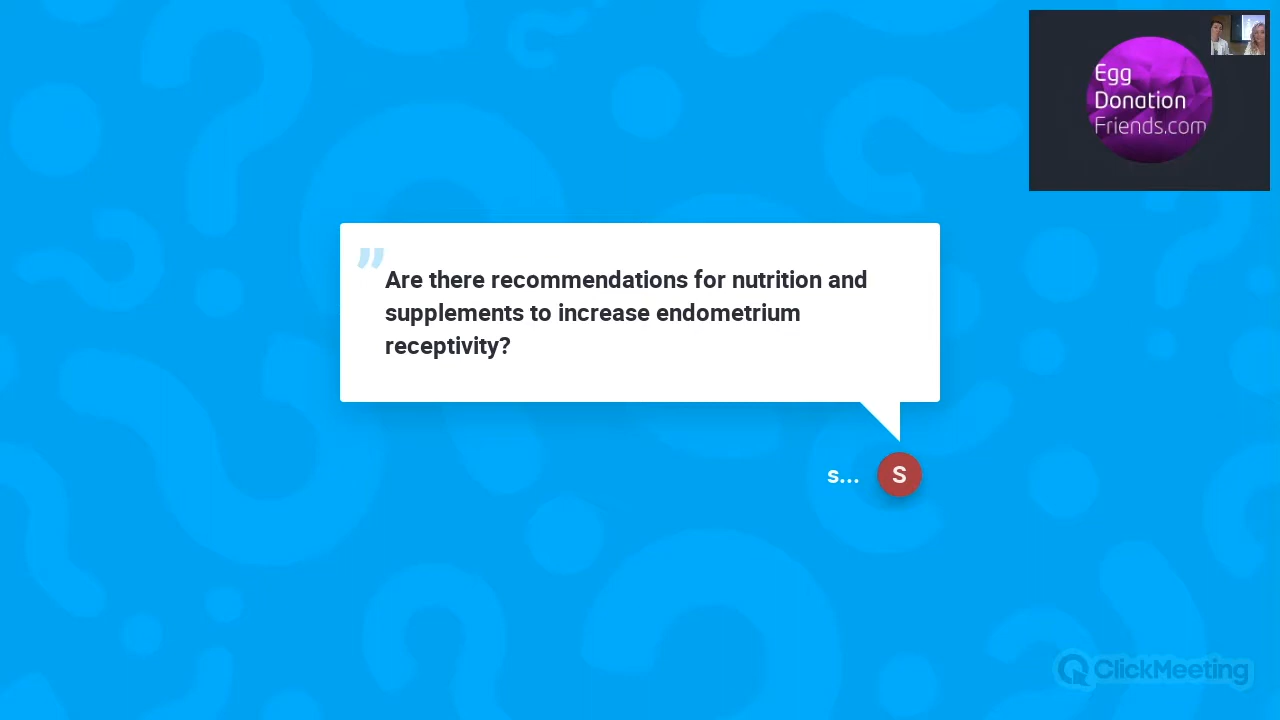 Egg
Donation
Friends.com
"
Are there recommendations for nutrition and
supplements to increase endometrium
receptivity?
s...
S
ClickMeeting